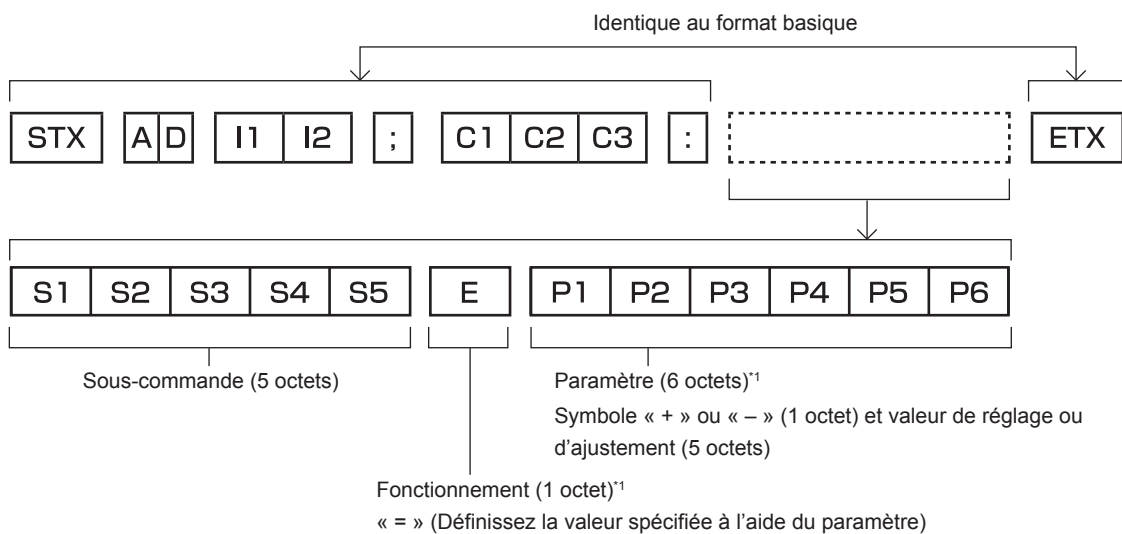 Identique au format basique
STX A D I1 I2 ; C1 C2 C3 : ETX
S1 S2 S3 S4 S5 E P1 P2 P3 P4 P5 P6
Sous-commande (5 octets)
Paramètre (6 octets)*1
Symbole « + » ou « – » (1 octet) et valeur de réglage ou
d’ajustement (5 octets)
Fonctionnement (1 octet)*1
« = » (Définissez la valeur spécifiée à l’aide du paramètre)